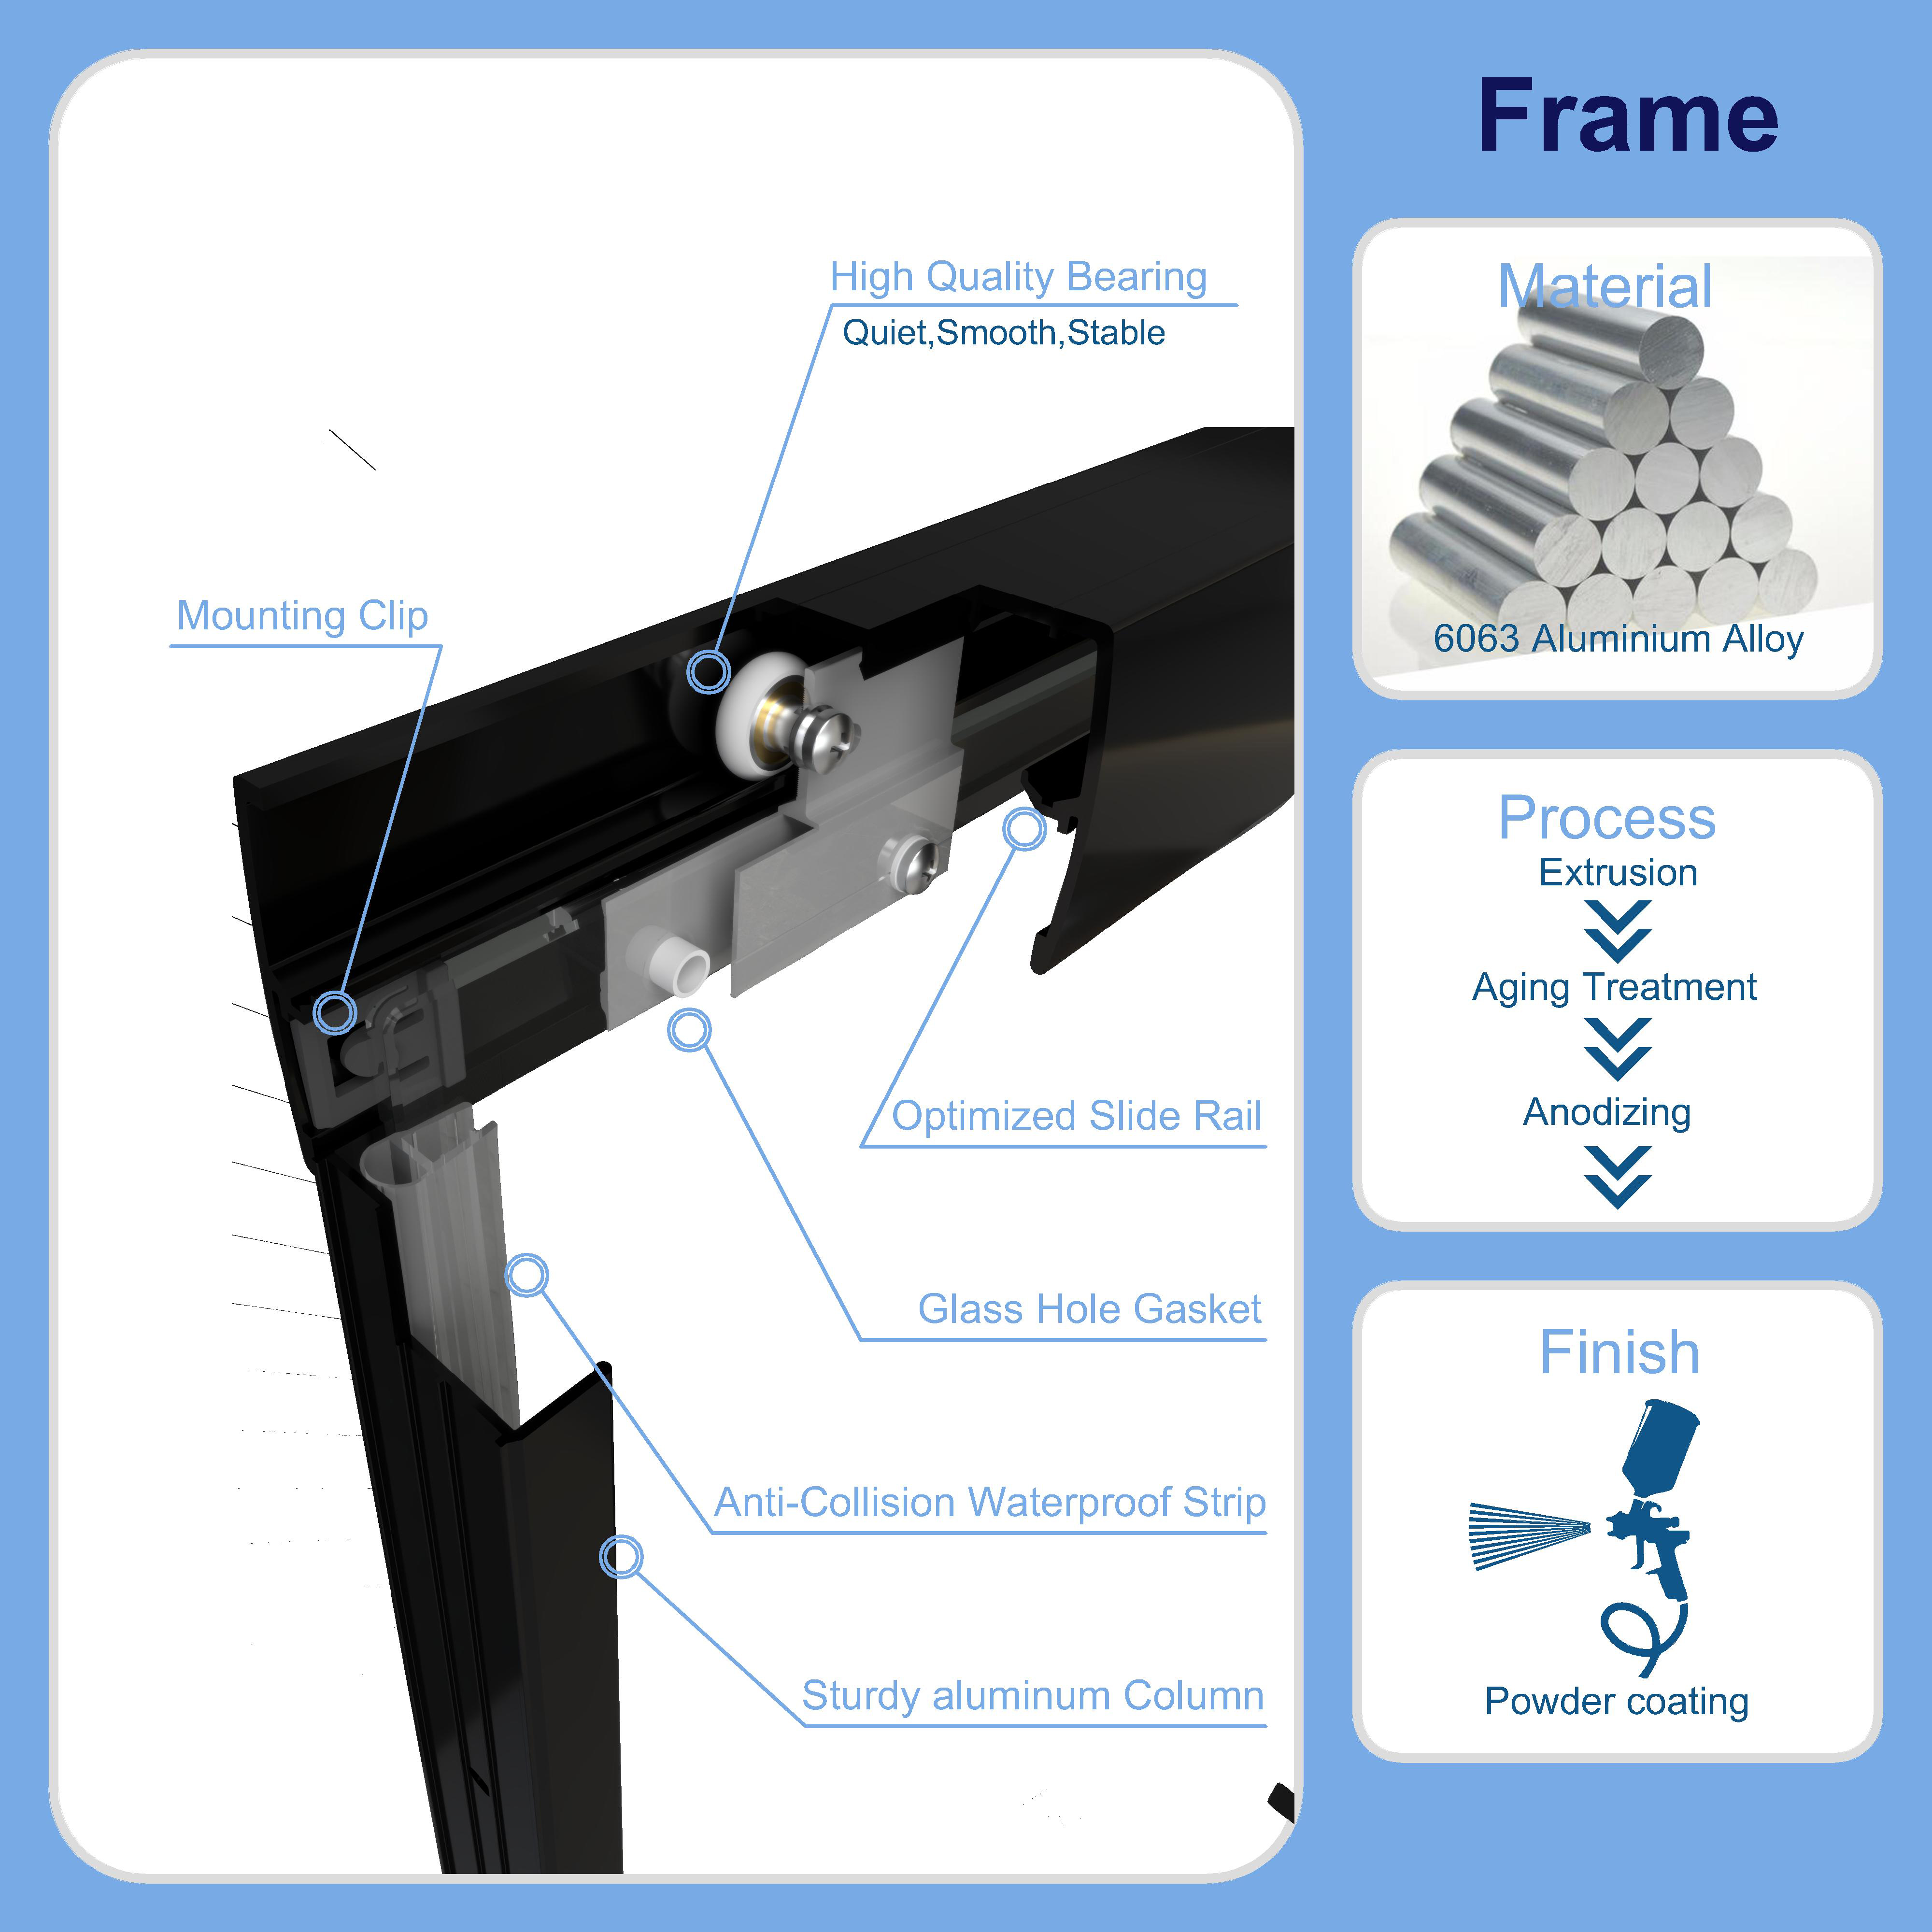 Frame
High Quality Bearing
Quiet,Smooth,Stable
Mounting Clip
Optimized Slide Rail
Glass Hole Gasket
Anti-Collision Waterproof Strip
Sturdy aluminum Column
Material
6063 Aluminium Alloy
Process
Extrusion
Aging Treatment
Anodizing
Finish
Powder coating